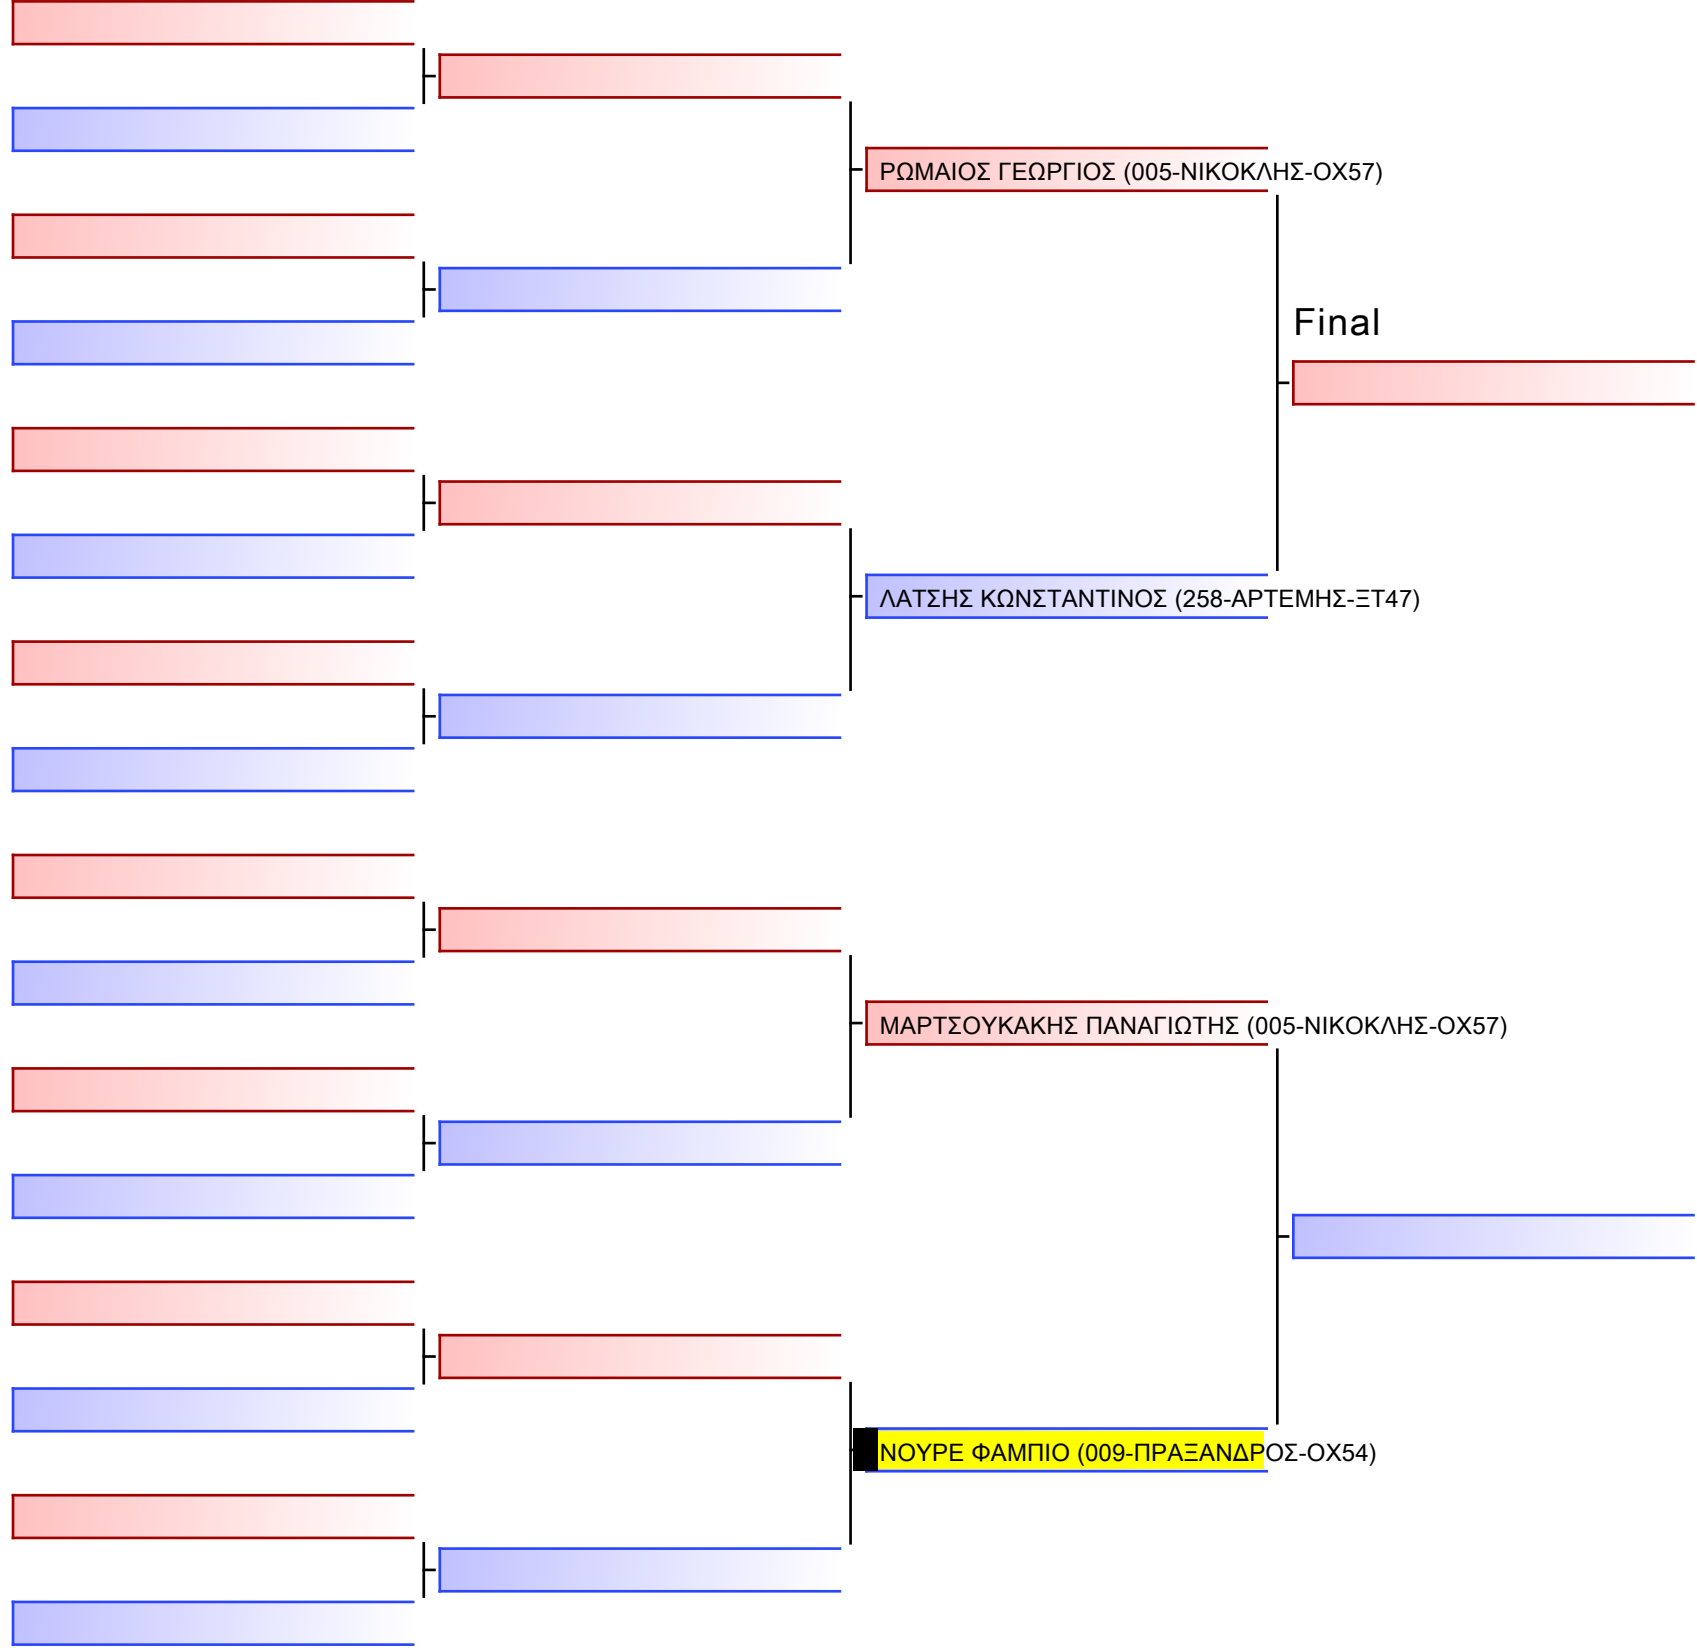 ΡΩΜΑΙΟΣ ΓΕΩΡΓΙΟΣ (005-ΝΙΚΟΚΛΗΣ-ΟΧ57)
Final
ΛΑΤΣΗΣ ΚΩΝΣΤΑΝΤΙΝΟΣ (258-ΑΡΤΕΜΗΣ-ΞΤ47)
ΜΑΡΤΣΟΥΚΑΚΗΣ ΠΑΝΑΓΙΩΤΗΣ (005-ΝΙΚΟΚΛΗΣ-ΟΧ57)
ΝΟΥΡΕ ΦΑΜΠΙΟ (009-ΠΡΑΞΑΝΔΡΟΣ-ΟΧ54)